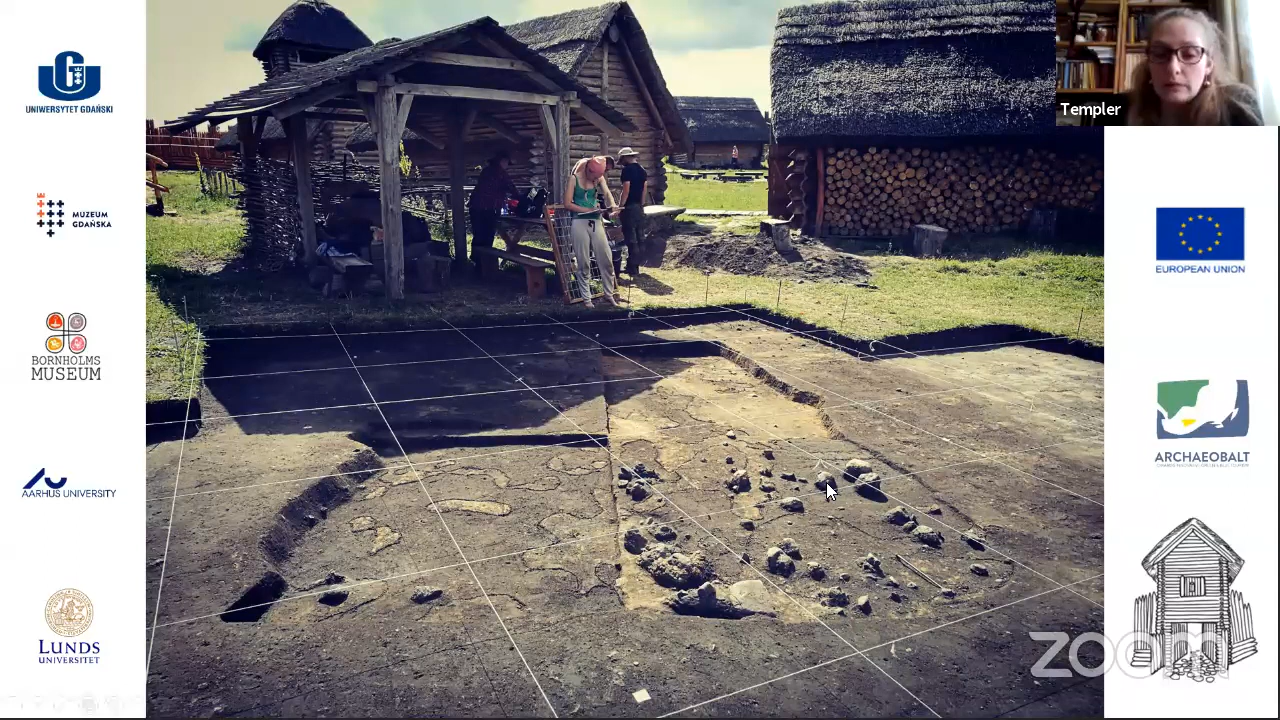 UNIWERSYTET GDAŃSKI
MUZEUM
GDAŃSKA
BORNHOLMS
MUSEUM
AARHUS UNIVERSITY
LUNDS
UNIVERSITET
Templer
EUROPEAN UNION
ARCHAEOBALT
zoom